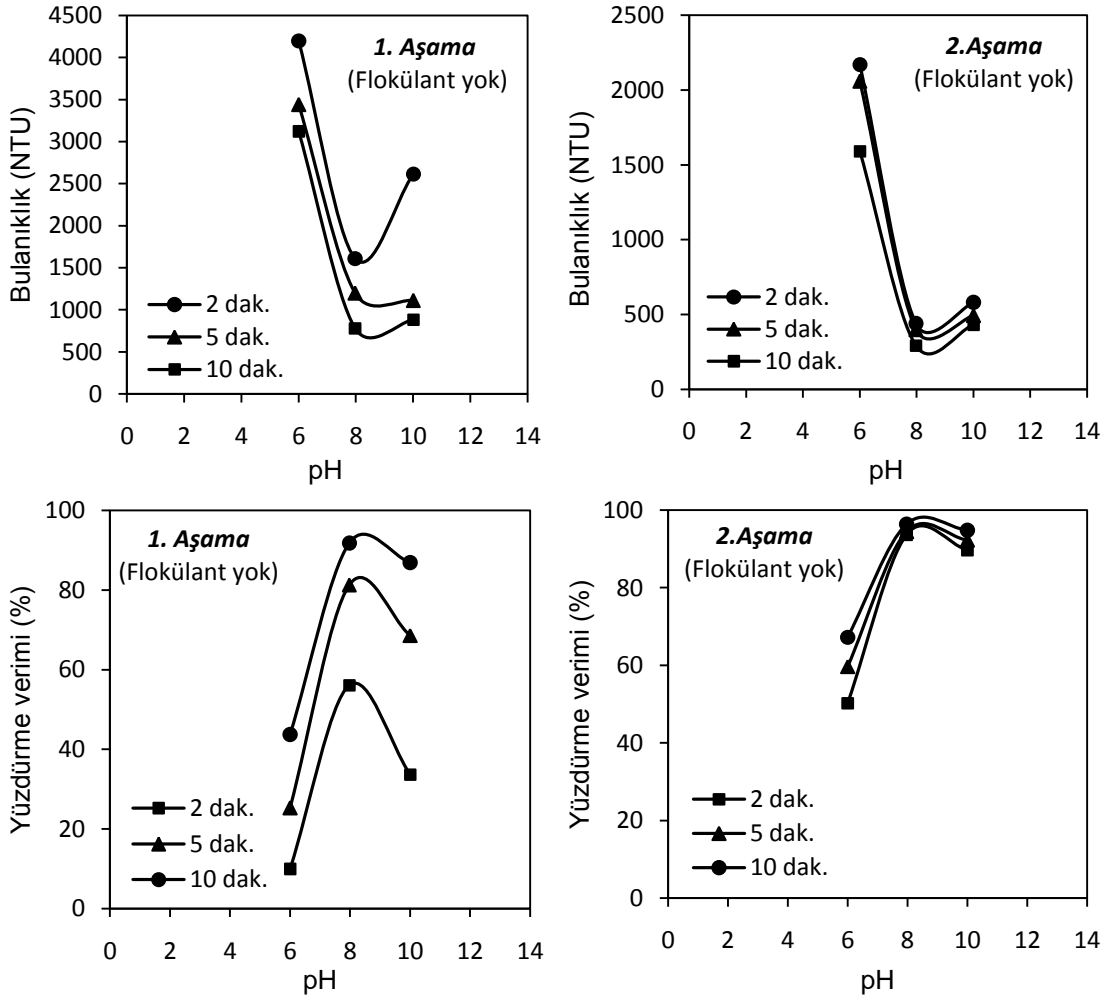 4500
4000
3500
3000
2500
2000
1500
1000
500
0
Bulanıklık (NTU)
1. Aşama
(Flokülant yok)
2 dak.
5 dak.
10 dak.
0 2 4 6 8 10 12 14
pH
2500
2000
1500
1000
500
0
Bulanıklık (NTU)
2.Aşama
(Flokülant yok)
2 dak.
5 dak.
10 dak.
0 2 4 6 8 10 12 14
pH
100
80
60
40
20
0
Yüzdürme verimi (%)
1. Aşama
(Flokülant yok)
2 dak.
5 dak.
10 dak.
0 2 4 6 8 10 12 14
pH
100
80
60
40
20
0
Yüzdürme verimi (%)
2.Aşama
(Flokülant yok)
2 dak.
5 dak.
10 dak.
0 2 4 6 8 10 12 14
pH